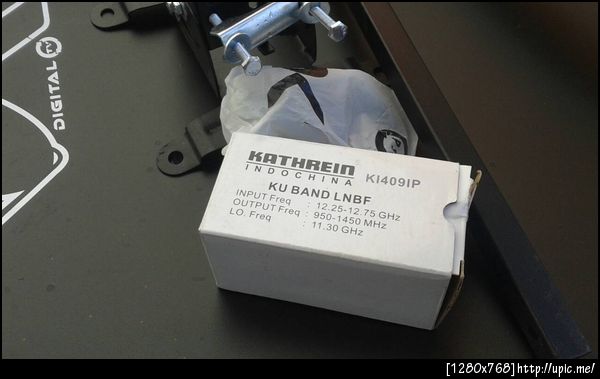 DIGITAL TV
KATHREIN
INDOCHINA KI409IP
KU BAND LNBF
INPUT Freq : 12.25-12.75 GHz
OUTPUT Freq : 950-1450 MHz
LO. Freq : 11.30 GHz
[1280x768]http://upic.me/